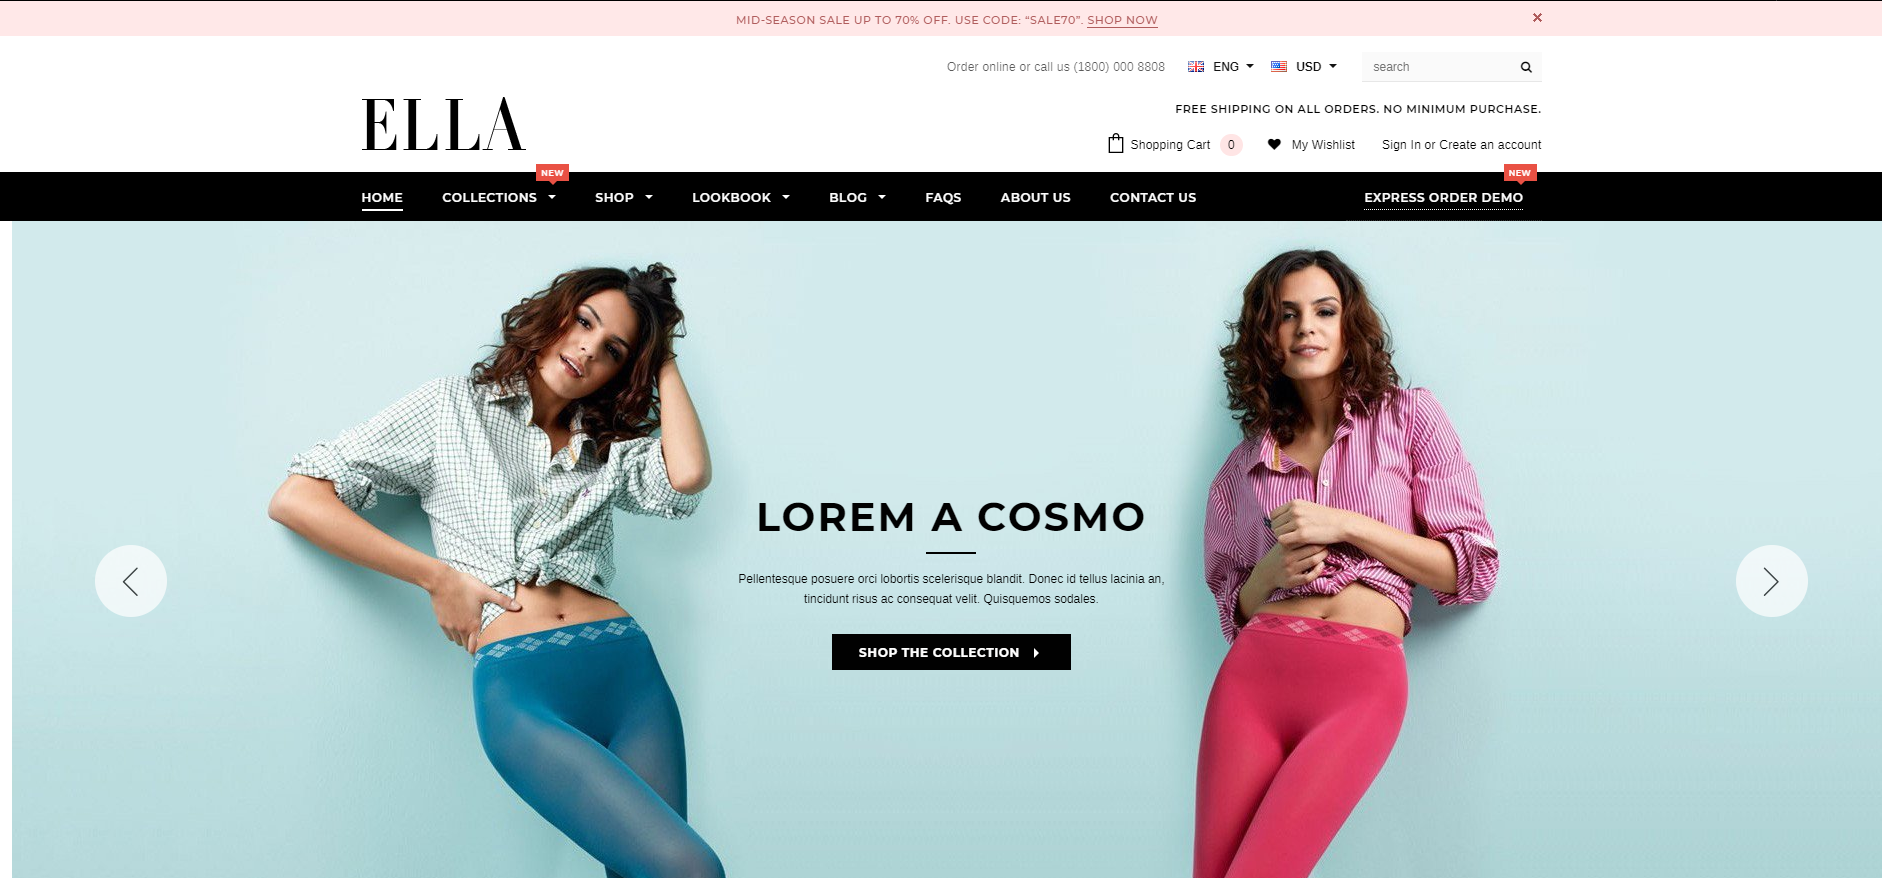 MID-SEASON SALE UP TO 70% OFF. USE CODE: “SALE70”. SHOP NOW
Order online or call us (1800) 000 8808 ENG USD search
ELLA
FREE SHIPPING ON ALL ORDERS. NO MINIMUM PURCHASE.
Shopping Cart 0 My Wishlist Sign In or Create an account
NEW NEW
HOME COLLECTIONS SHOP LOOKBOOK BLOG FAQS ABOUT US CONTACT US EXPRESS ORDER DEMO
LOREM A COSMO
Pellentesque posuere orci lobortis scelerisque blandit. Donec id tellus lacinia an,
tincidunt risus ac consequat velit. Quisquemos sodales.
SHOP THE COLLECTION